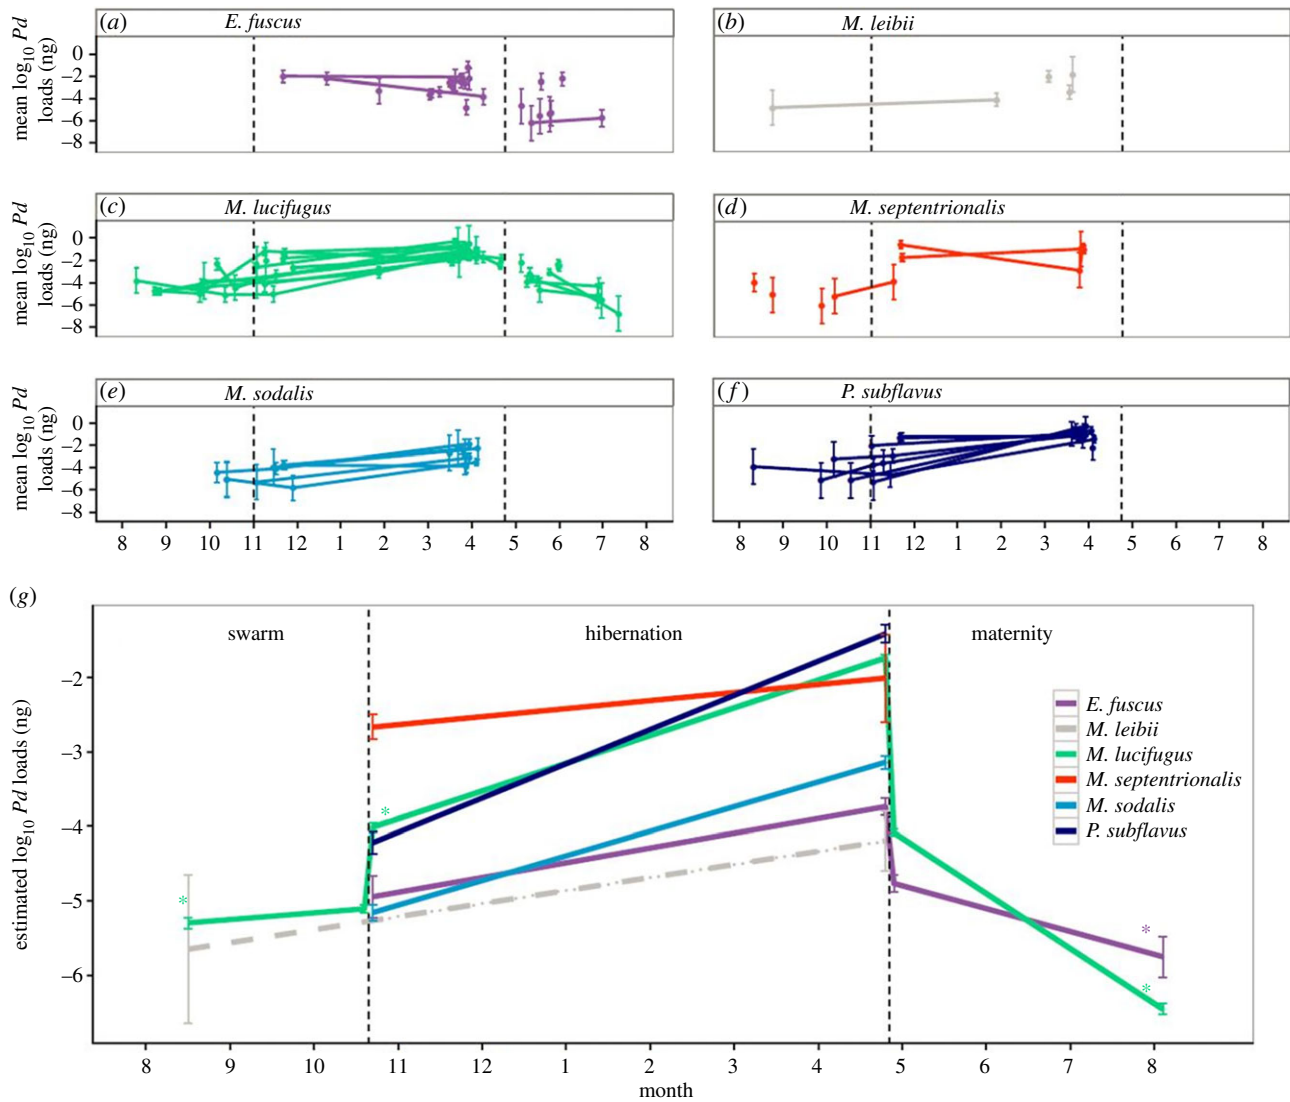 (a) E. fuscus
(b) M. leibii
mean log10 Pd
loads (ng)
0
−2
−4
−6
−8
(c) M. lucifugus
(d) M. septentrionalis
mean log10 Pd
loads (ng)
0
−2
−4
−6
−8
(e) M. sodalis
(f) P. subflavus
mean log10 Pd
loads (ng)
0
−2
−4
−6
−8
8 9 10 11 12 1 2 3 4 5 6 7 8
8 9 10 11 12 1 2 3 4 5 6 7 8
(g)
swarm hibernation maternity
estimated log10 Pd loads (ng)
−2
−3
−4
−5
−6
*
*
*
*
E. fuscus
M. leibii
M. lucifugus
M. septentrionalis
M. sodalis
P. subflavus
8 9 10 11 12 1 2 3 4 5 6 7 8
month